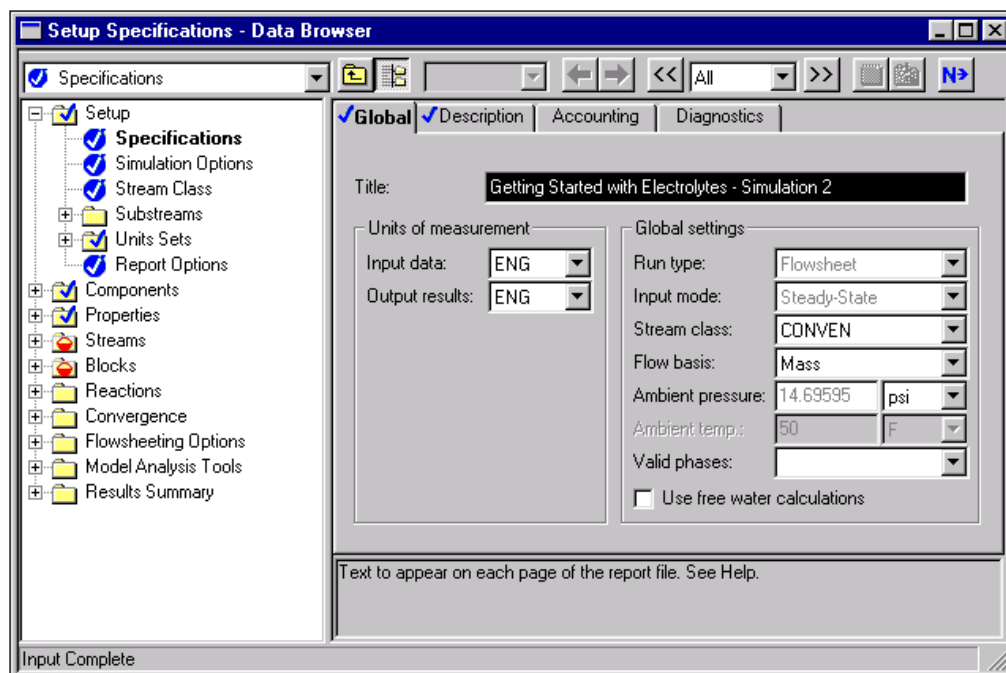 Setup Specifications - Data Browser
Specifications
All
<<
>>
N
Setup
Specifications
Simulation Options
Stream Class
Substreams
Units Sets
Report Options
Components
Properties
Streams
Blocks
Reactions
Convergence
Flowsheeting Options
Model Analysis Tools
Results Summary
Global
Description
Accounting
Diagnostics
Title: Getting Started with Electrolytes - Simulation 2
Units of measurement
Input data: ENG
Output results: ENG
Global settings
Run type: Flowsheet
Input mode: Steady-State
Stream class: CONVEN
Flow basis: Mass
Ambient pressure: 14.69595 psi
Ambient temp.: 50 F
Valid phases:
Use free water calculations
Text to appear on each page of the report file. See Help.
Input Complete